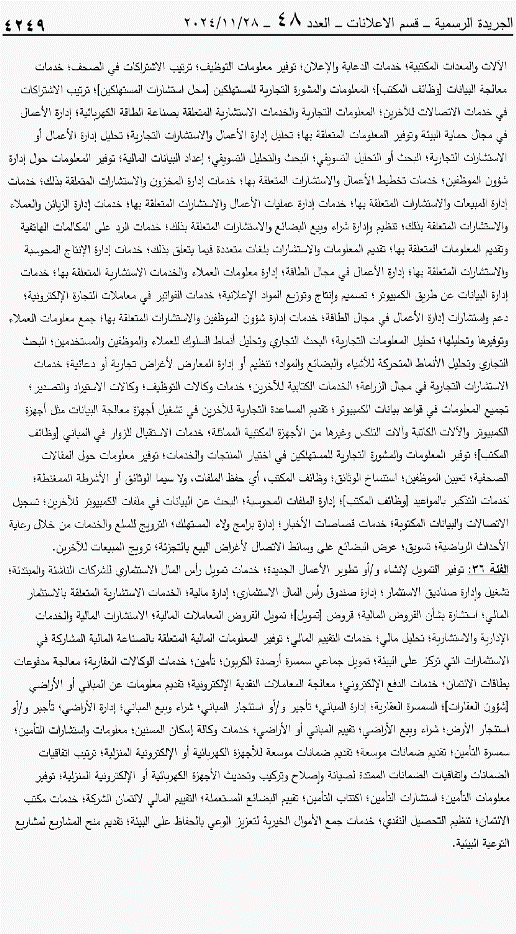 الجريدة الرسمية ــ قسم الاعلانات ــ العدد ٤٨ ــ ٢٠٢٤/١١/٢٨ ٤٢٤٩
الآلات والمعدات المكتبية؛ خدمات الدعاية والإعلان؛ توفير معلومات التوظيف؛ ترتيب الاشتراكات في الصحف؛ خدمات
معالجة البيانات [وظائف المكتب]؛ المعلومات والمشورة التجارية للمستهلكين [محل استشارات المستهلكين]؛ ترتيب الاشتراكات
في خدمات الاتصالات للآخرين؛ المعلومات التجارية والخدمات الاستشارية المتعلقة بصناعة الطاقة الكهربائية؛ إدارة الأعمال
في مجال حماية البيئة وتوفير المعلومات المتعلقة بها؛ تحليل إدارة الأعمال والاستشارات التجارية؛ تحليل إدارة الأعمال أو
الاستشارات التجارية؛ البحث أو التحليل التسويقي؛ البحث والتحليل التسويقي؛ إعداد البيانات المالية؛ توفير المعلومات حول إدارة
شؤون الموظفين؛ خدمات تخطيط الأعمال والاستشارات المتعلقة بها؛ خدمات إدارة المخزون والاستشارات المتعلقة بذلك؛ خدمات
إدارة المبيعات والاستشارات المتعلقة بها؛ خدمات إدارة عمليات الأعمال والاستشارات المتعلقة بها؛ خدمات إدارة الزبائن والعملاء
والاستشارات المتعلقة بذلك؛ تنظيم وإدارة شراء وبيع البضائع والاستشارات المتعلقة بذلك؛ خدمات الرد على المكالمات الهاتفية
وتقديم المعلومات المتعلقة بها؛ تقديم المعلومات والاستشارات بلغات متعددة فيما يتعلق بذلك؛ خدمات إدارة الإنتاج المحوسبة
والاستشارات المتعلقة بها؛ إدارة الأعمال في مجال الطاقة؛ إدارة معلومات العملاء والخدمات الاستشارية المتعلقة بها؛ خدمات
إدارة البيانات عن طريق الكمبيوتر؛ تصميم وإنتاج وتوزيع المواد الإعلانية؛ خدمات الفواتير في معاملات التجارة الإلكترونية؛
دعم واستشارات إدارة الأعمال في مجال الطاقة؛ خدمات إدارة شؤون الموظفين والاستشارات المتعلقة بها؛ جمع معلومات العملاء
وتوفيرها وتحليلها؛ تحليل المعلومات التجارية؛ البحث التجاري وتحليل أنماط السلوك للعملاء والموظفين والمستخدمين؛ البحث
التجاري وتحليل الأنماط المتحركة للأشياء والبضائع والمواد؛ تنظيم أو إدارة المعارض لأغراض تجارية أو دعائية؛ خدمات
الاستشارات التجارية في مجال الزراعة؛ الخدمات الكتابية للآخرين؛ خدمات وكالات التوظيف؛ وكالات الاستيراد والتصدير؛
تجميع المعلومات في قواعد بيانات الكمبيوتر؛ تقديم المساعدة التجارية للآخرين في تشغيل أجهزة معالجة البيانات مثل أجهزة
الكمبيوتر والآلات الكاتبة وآلات التلكس وغيرها من الأجهزة المكتبية المماثلة؛ خدمات الاستقبال للزوار في المباني [وظائف
المكتب]؛ توفير المعلومات والمشورة التجارية للمستهلكين في اختيار المنتجات والخدمات؛ توفير معلومات حول المقالات
الصحفية؛ تعيين الموظفين؛ استنساخ الوثائق؛ وظائف المكتب، أي حفظ الملفات، ولا سيما الوثائق أو الأشرطة الممغنطة؛
خدمات التذكير بالمواعيد [وظائف المكتب]؛ إدارة الملفات المحوسبة؛ البحث عن البيانات في ملفات الكمبيوتر للآخرين؛ تسجيل
الاتصالات والبيانات المكتوبة؛ خدمات قصاصات الأخبار؛ إدارة برامج ولاء المستهلك؛ الترويج للسلع والخدمات من خلال رعاية
الأحداث الرياضية؛ تسويق؛ عرض البضائع على وسائط الاتصال لأغراض البيع بالتجزئة؛ ترويج المبيعات للآخرين.
الفئة ٣٦: توفير التمويل لإنشاء و/أو تطوير الأعمال الجديدة؛ خدمات تمويل رأس المال الاستثماري للشركات الناشئة والمبتدئة؛
تشغيل وإدارة صناديق الاستثمار؛ إدارة صندوق رأس المال الاستثماري؛ إدارة مالية؛ الخدمات الاستشارية المتعلقة بالاستثمار
المالي؛ استشارة بشأن القروض المالية؛ قروض [تمويل]؛ تمويل القروض المعاملات المالية؛ الاستشارات المالية والخدمات
الإدارية والاستشارية؛ تحليل مالي؛ خدمات التقييم المالي؛ توفير المعلومات المالية المتعلقة بالصناعة المالية المشاركة في
الاستثمارات التي تركز على البيئة؛ تمويل جماعي سمسرة أرصدة الكربون؛ تأمين؛ خدمات الوكالات العقارية؛ معالجة مدفوعات
بطاقات الائتمان؛ خدمات الدفع الإلكتروني؛ معالجة المعاملات النقدية الإلكترونية؛ تقديم معلومات عن المباني أو الأراضي
[شؤون العقارات]؛ السمسرة العقارية؛ إدارة المباني؛ تأجير و/أو استئجار المباني؛ شراء وبيع المباني؛ إدارة الأراضي؛ تأجير و/أو
استئجار الأرض؛ شراء وبيع الأراضي؛ تقييم المباني أو الأراضي؛ خدمات وكالة إسكان المسنين؛ معلومات واستشارات التأمين؛
سمسرة التأمين؛ تقديم ضمانات موسعة؛ تقديم ضمانات موسعة للأجهزة الكهربائية أو الإلكترونية المنزلية؛ ترتيب اتفاقيات
الضمانات وإتفاقيات الضمانات الممتدة لصيانة وإصلاح وتركيب وتحديث الأجهزة الكهربائية أو الإلكترونية المنزلية؛ توفير
معلومات التأمين؛ استشارات التأمين؛ اكتتاب التأمين؛ تقييم البضائع المستعملة؛ التقييم المالي لائتمان الشركة؛ خدمات مكتب
الائتمان؛ تنظيم التحصيل النقدي؛ خدمات جمع الأموال الخيرية لتعزيز الوعي بالحفاظ على البيئة؛ تقديم منح المشاريع لمشاريع
التوعية البيئية.